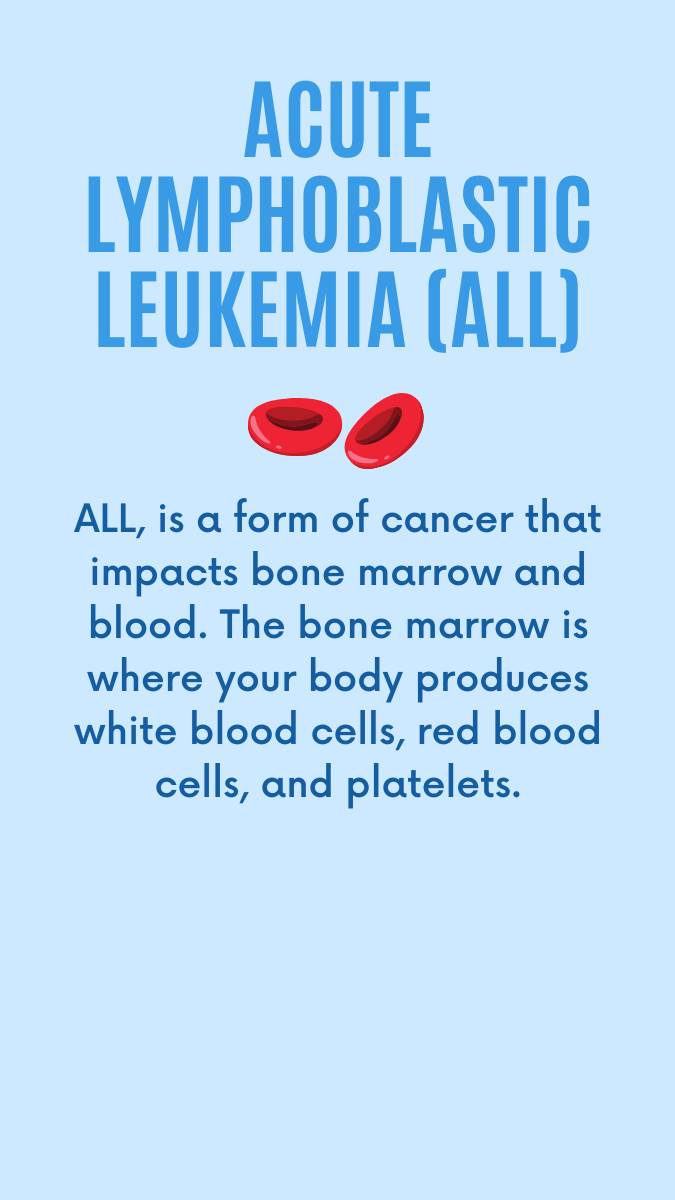 ACUTE
LYMPHOBLASTIC
LEUKEMIA (ALL)
ALL, is a form of cancer that
impacts bone marrow and
blood. The bone marrow is
where your body produces
white blood cells, red blood
cells, and platelets.